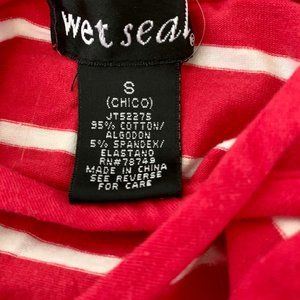 wet seal®
S
(CHICO)
JT52275
95% COTTON/
ALGODON
5% SPANDEX/
ELASTANO
RN#78749
MADE IN CHINA
SEE REVERSE
FOR CARE